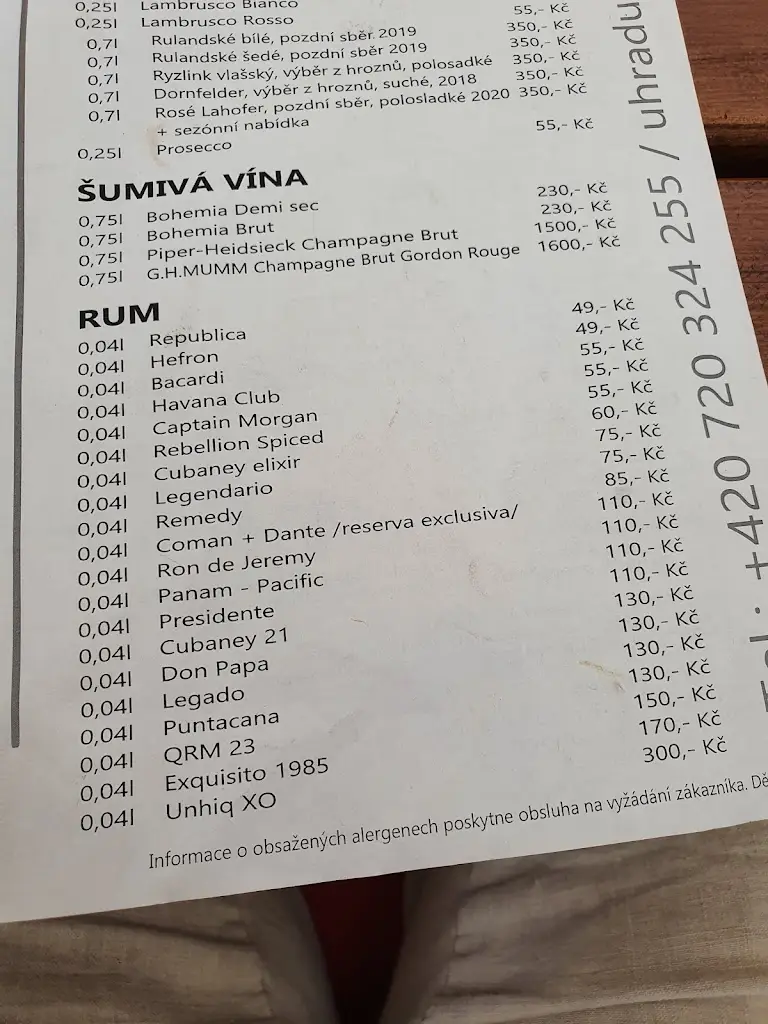 0,25l Lambrusco Bianco
0,25l Lambrusco Rosso 55,- Kč
0,7l Rulandské bílé, pozdní sběr 2019 350,- Kč
0,7l Rulandské šedé, pozdní sběr 2019 350,- Kč
0,7l Ryzlink vlašský, výběr z hroznů, polosadké 350,- Kč
0,7l Dornfelder, výběr z hroznů, suché, 2018 350,- Kč
0,7l Rosé Lahofer, pozdní sběr, polosladké 2020 350,- Kč
+ sezónní nabídka
0,25l Prosecco 55,- Kč
ŠUMIVÁ VÍNA
0,75l Bohemia Demi sec 230,- Kč
0,75l Bohemia Brut 230,- Kč
0,75l Piper-Heidsieck Champagne Brut 1500,- Kč
0,75l G.H.MUMM Champagne Brut Gordon Rouge 1600,- Kč
RUM
0,04l Republica 49,- Kč
0,04l Hefron 49,- Kč
0,04l Bacardi 55,- Kč
0,04l Havana Club 55,- Kč
0,04l Captain Morgan 55,- Kč
0,04l Rebellion Spiced 60,- Kč
0,04l Cubaney elixir 75,- Kč
0,04l Legendario 75,- Kč
0,04l Remedy 85,- Kč
0,04l Coman + Dante /reserva exclusiva/ 110,- Kč
0,04l Ron de Jeremy 110,- Kč
0,04l Panam - Pacific 110,- Kč
0,04l Presidente 110,- Kč
0,04l Cubaney 21 130,- Kč
0,04l Don Papa 130,- Kč
0,04l Legado 130,- Kč
0,04l Puntacana 130,- Kč
0,04l QRM 23 150,- Kč
0,04l Exquisito 1985 170,- Kč
0,04l Unhiq XO 300,- Kč
Informace o obsažených alergenech poskytne obsluha na vyžádání zákazníka. Dě
+420 720 324 255 / uhradu